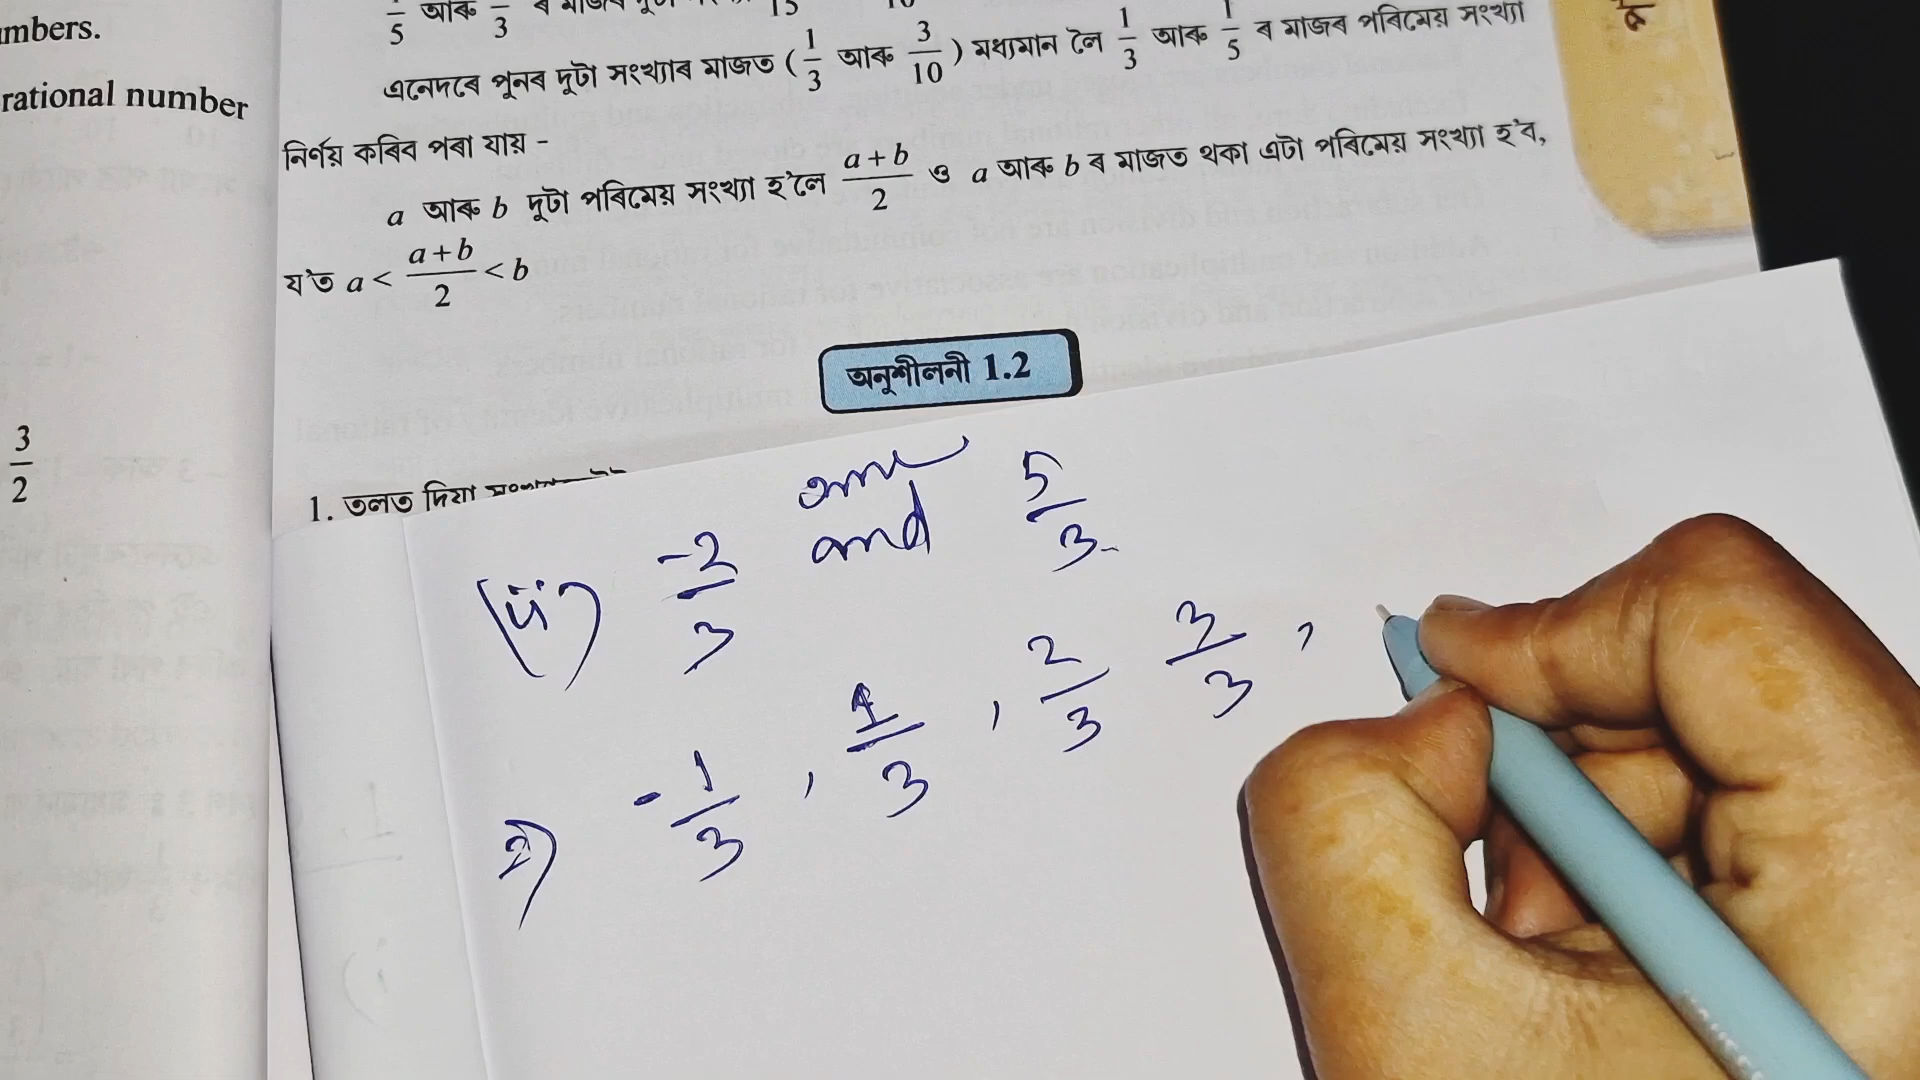 mbers.
rational number
3/2
1/5 আৰু 1/3 ৰ মাজৰ দুটা
এনেদৰে পুনৰ দুটা সংখ্যাৰ মাজত (1/3 আৰু 3/10) মধ্যমান লৈ 1/3 আৰু 1/5 ৰ মাজৰ পৰিমেয় সংখ্যা
নিৰ্ণয় কৰিব পৰা যায় -
a আৰু b দুটা পৰিমেয় সংখ্যা হ'লে (a+b)/2 ও a আৰু b ৰ মাজত থকা এটা পৰিমেয় সংখ্যা হ'ব,
য'ত a < (a+b)/2 < b
অনুশীলনী 1.2
1. তলত দিয়া
-2/3 and 5/3
-1/3 , 1/3 , 2/3 3/3 ,